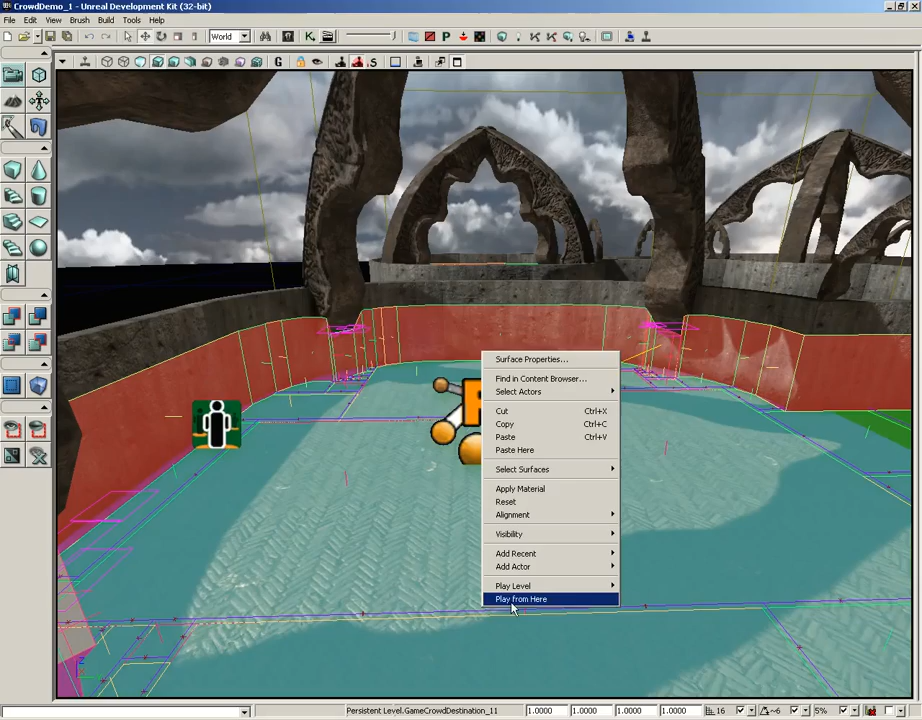 CrowdDemo_1 - Unreal Development Kit (32-bit)
File Edit View Brush Build Tools Help
World
Surface Properties...
Find in Content Browser...
Select Actors
Cut Ctrl+X
Copy Ctrl+C
Paste Ctrl+V
Paste Here
Select Surfaces
Apply Material
Reset
Alignment
Visibility
Add Recent
Add Actor
Play Level
Play from Here
Z
Persistent Level.GameCrowdDestination_11 1.0000 1.0000 1.0000 1.0000 16 ~6 5%